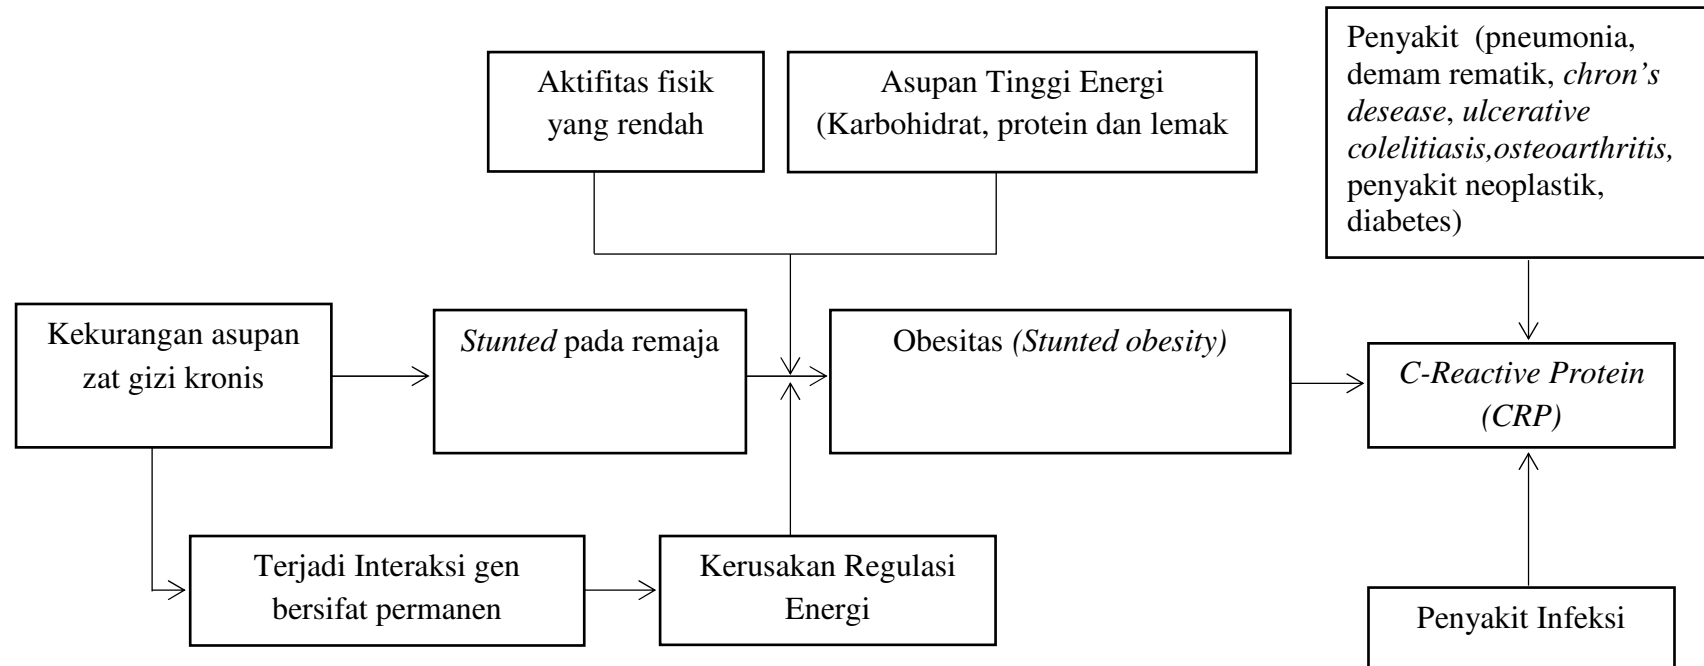 Aktifitas fisik
yang rendah
Asupan Tinggi Energi
(Karbohidrat, protein dan lemak
Penyakit (pneumonia,
demam rematik, chron’s
desease, ulcerative
colelitiasis,osteoarthritis,
penyakit neoplastik,
diabetes)
Kekurangan asupan
zat gizi kronis
Stunted pada remaja
Obesitas (Stunted obesity)
C-Reactive Protein
(CRP)
Terjadi Interaksi gen
bersifat permanen
Kerusakan Regulasi
Energi
Penyakit Infeksi